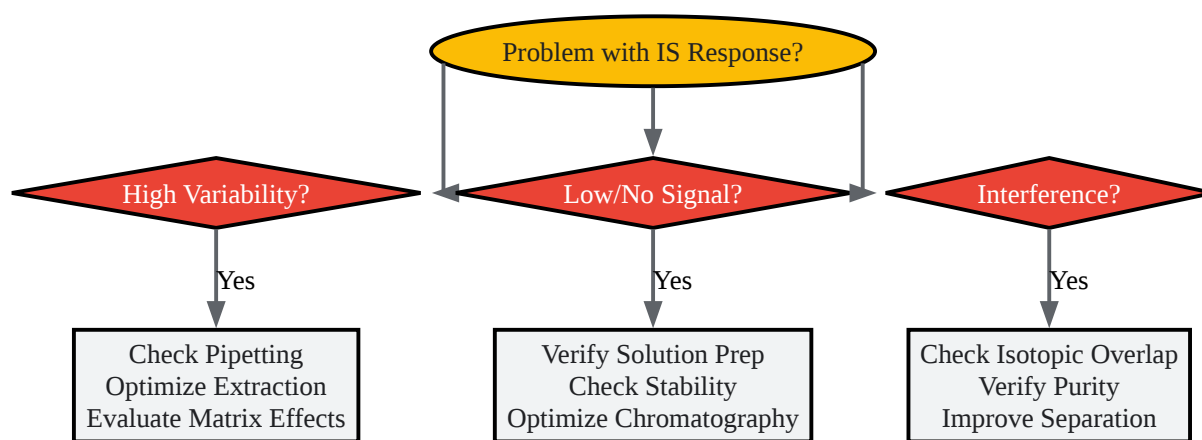 Problem with IS Response?
High Variability?
Low/No Signal?
Interference?
Yes
Yes
Yes
Check Pipetting
Optimize Extraction
Evaluate Matrix Effects
Verify Solution Prep
Check Stability
Optimize Chromatography
Check Isotopic Overlap
Verify Purity
Improve Separation